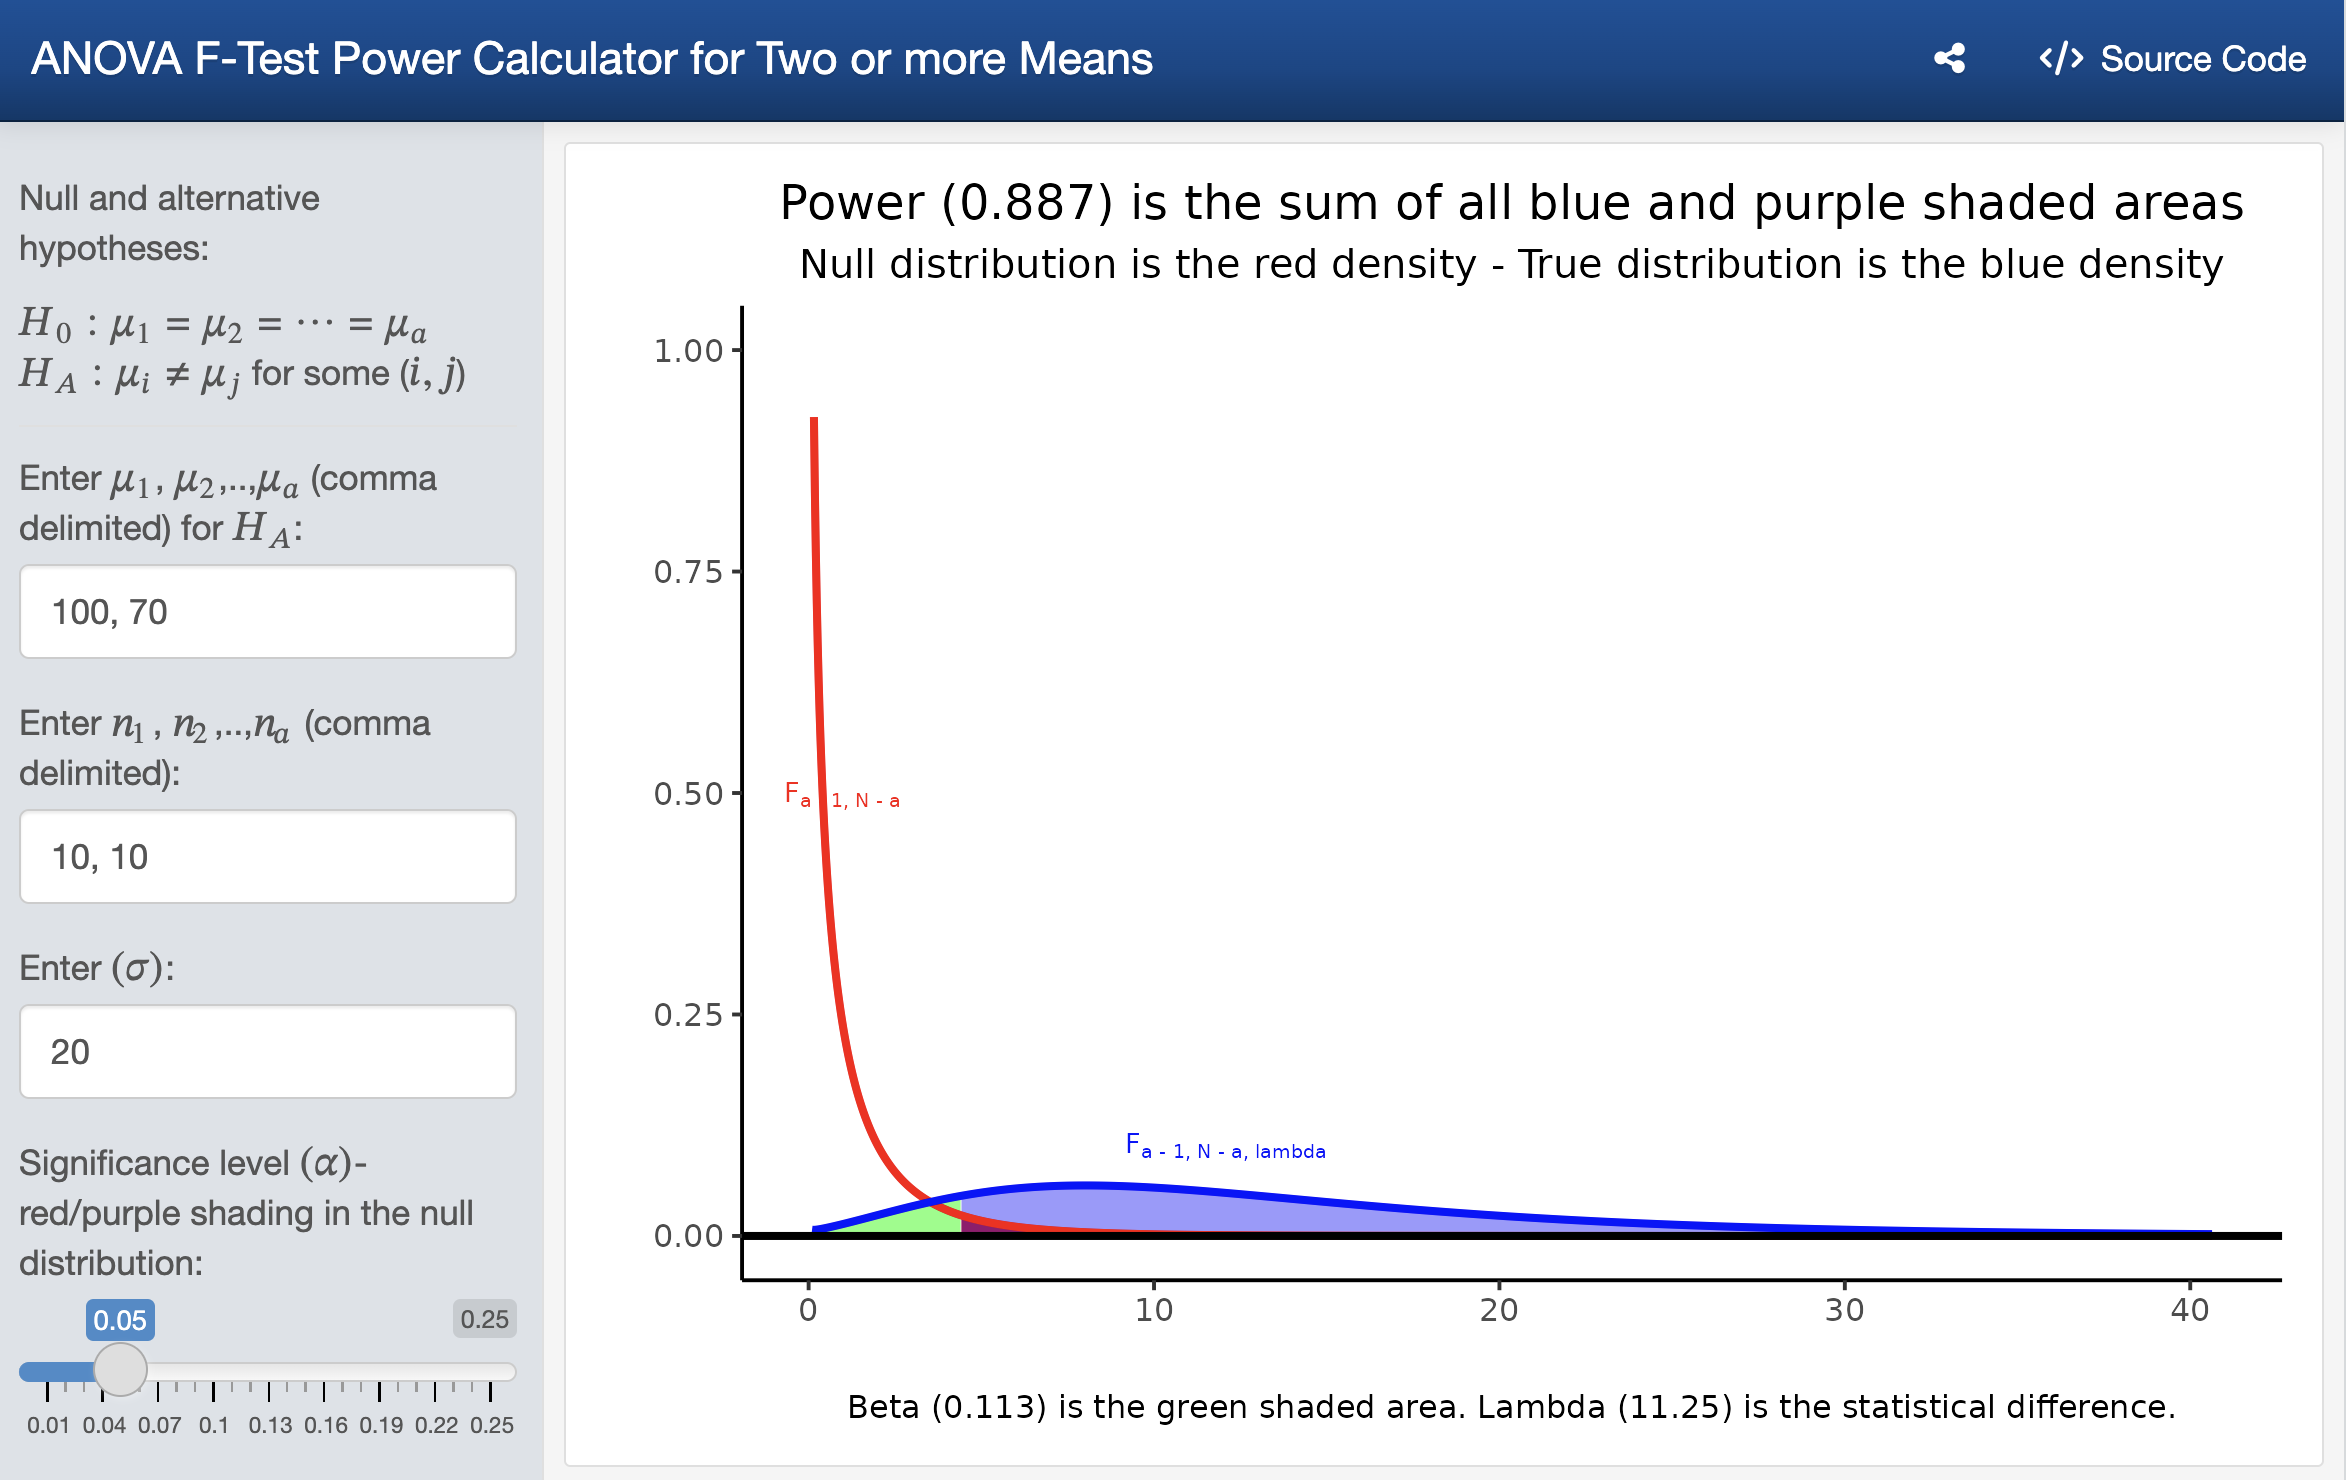 ANOVA F-Test Power Calculator for Two or more Means
Source Code
Null and alternative
hypotheses:
H₀ : μ₁ = μ₂ = ⋯ = μₐ
H_A : μᵢ ≠ μⱼ for some (i, j)
Enter μ₁, μ₂,..,μₐ (comma
delimited) for H_A:
100, 70
Enter n₁, n₂,..,nₐ (comma
delimited):
10, 10
Enter (σ):
20
Significance level (α)-
red/purple shading in the null
distribution:
0.05 0.25
0.01 0.04 0.07 0.1 0.13 0.16 0.19 0.22 0.25
Power (0.887) is the sum of all blue and purple shaded areas
Null distribution is the red density - True distribution is the blue density
1.00
0.75
0.50
F a - 1, N - a
0.25
F a - 1, N - a, lambda
0.00
0 10 20 30 40
Beta (0.113) is the green shaded area. Lambda (11.25) is the statistical difference.